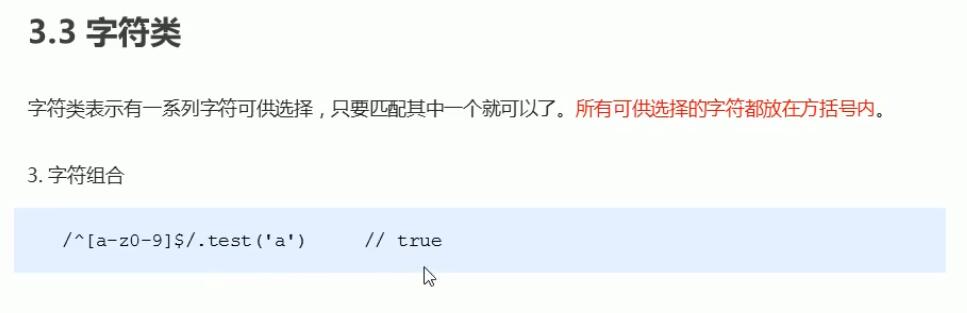 3.3 字符类
字符类表示有一系列字符可供选择，只要匹配其中一个就可以了。所有可供选择的字符都放在方括号内。
3. 字符组合
/^[a-z0-9]$/.test('a')     // true